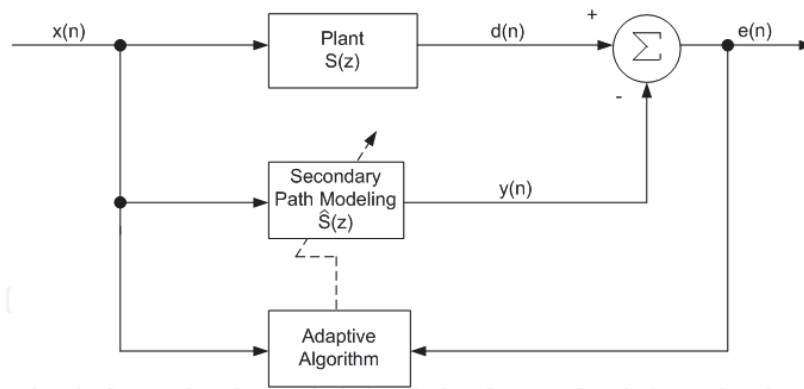 x(n)
Plant
S(z)
d(n)
+
Σ
e(n)
-
Secondary
Path Modeling
Ŝ(z)
y(n)
Adaptive
Algorithm